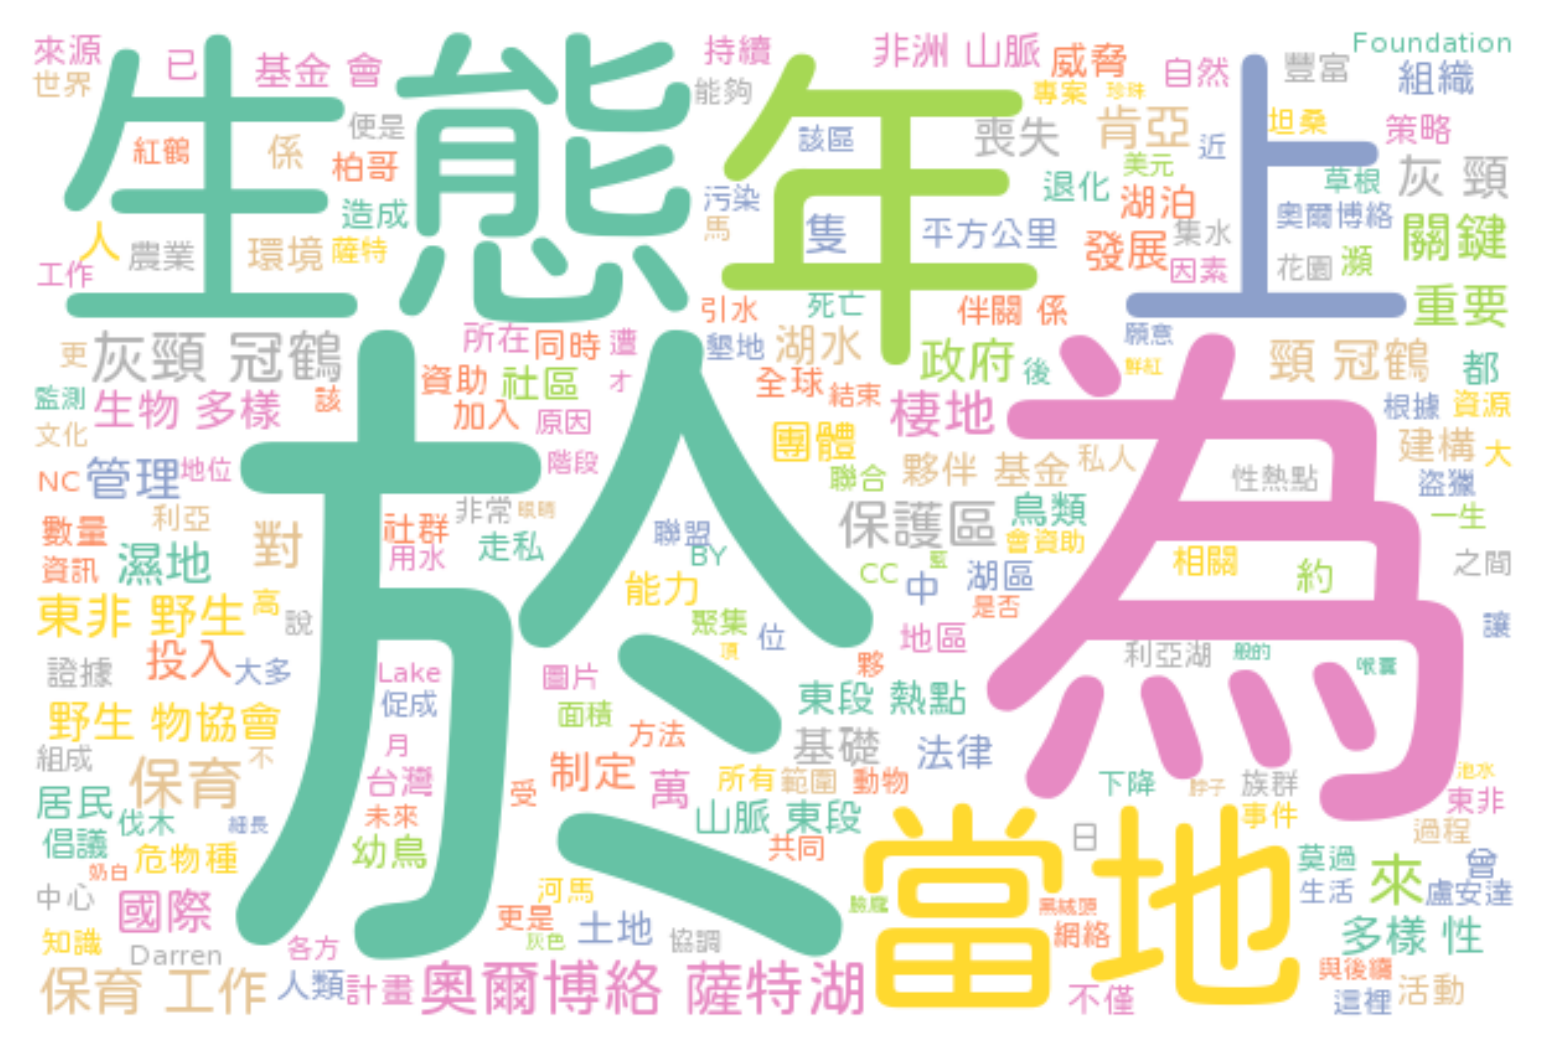 來源 已 基金 會 生態 持續 非洲 山脈 威脅 自然 豐富 Foundation
世界 能夠 年 專案 珍珠 上 組織
紅鶴 係 便是 柏哥 該區 喪失 肯亞 近 坦桑 策略
造成 污染 退化 美元 湖泊 草根 灰 頸
人 農業 環境 薩特 馬 隻 平方公里 發展 集水 奧爾博絡 關鍵
工作 因素 花園 瀕
引水 死亡 伴關 係 重要
更 灰頸 冠鶴 於 所在 同時 遭 墾地 湖水 政府 後 願意 為 頸 冠鶴 都
監測 生物 多樣 該 資助 社區 才 全球 結束 棲地 鮮紅 根據 資源
文化 加入 原因 團體 建構 大
NC 管理 地位 階段 聯合 夥伴 基金 私人 性熱點 盜獵
數量 利亞 對 社群 非常 眼睛 聯盟 保護區 鳥類 一生
資訊 濕地 用水 走私 BY 會資助 相關 之間
CC 藍 中 湖區 約
東非 野生 高 說 能力 聚集 位 是否 讓
證據 投入 大多 頂 夥 地區 利亞湖 般的 喉囊
Lake 圖片
野生 物協會 促成 面積 東段 熱點
組成 月 方法 基礎 法律
保育 不 台灣 制定 萬 所有 範圍 動物 下降 脖子 族群 池水
居民 伐木 細長 未來 受 山脈 東段 當地 事件 東非
倡議 危物種 幼鳥 共同 日 過程
奶白 莫過 曾
中心 國際 河馬 臉龐 黑絨頭 生活 來 盧安達
知識 更是 灰色 土地 協調 網絡 多樣 性
Darren 各方
保育 工作 人類 計畫 奧爾博絡 薩特湖 不僅 與後續 這裡 活動